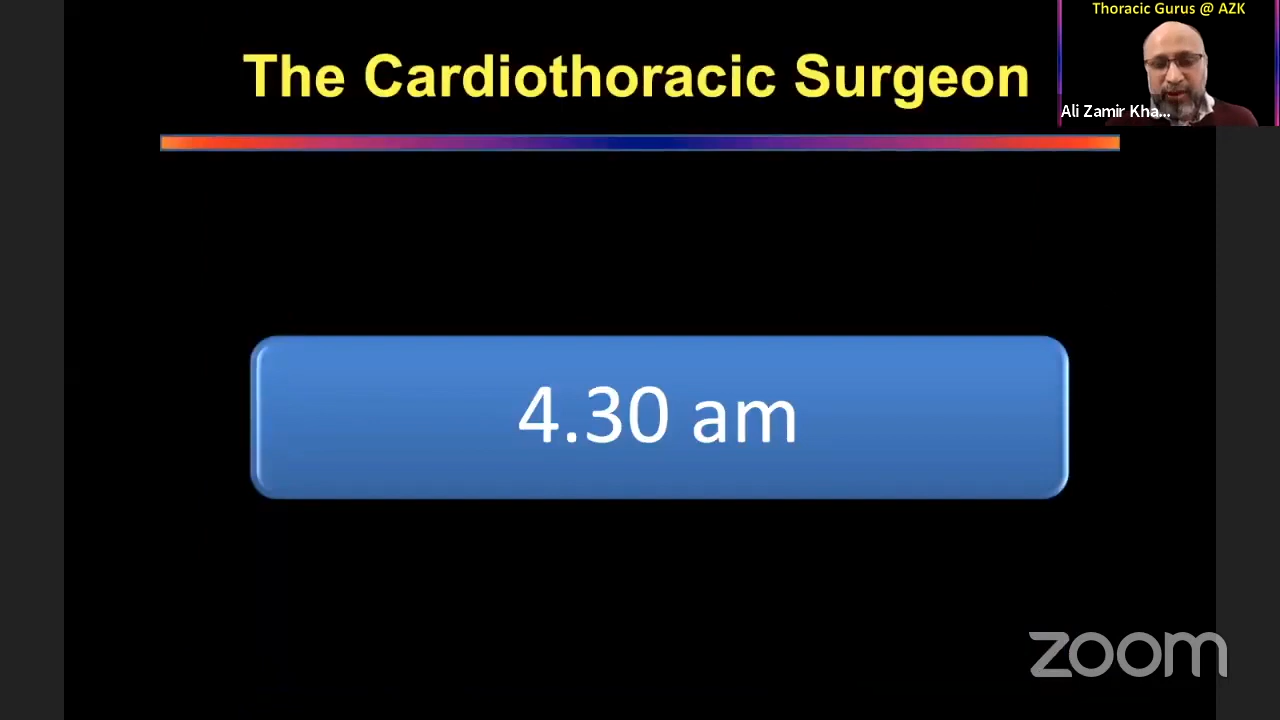 Thoracic Gurus @ AZK
The Cardiothoracic Surgeon
Ali Zamir Kha...
4.30 am
zoom